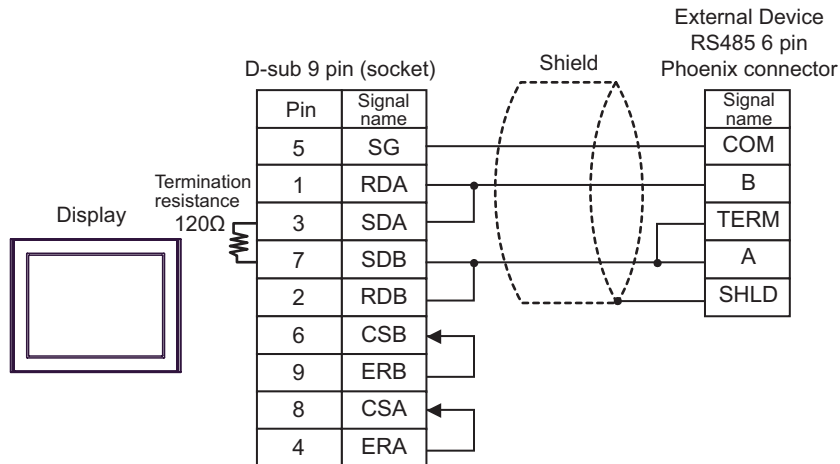 External Device
RS485 6 pin
Phoenix connector
Shield
D-sub 9 pin (socket)
Pin
Signal
name
Signal
name
5
SG
COM
1
RDA
B
Termination
resistance
120Ω
3
SDA
TERM
Display
7
SDB
A
2
RDB
SHLD
6
CSB
9
ERB
8
CSA
4
ERA